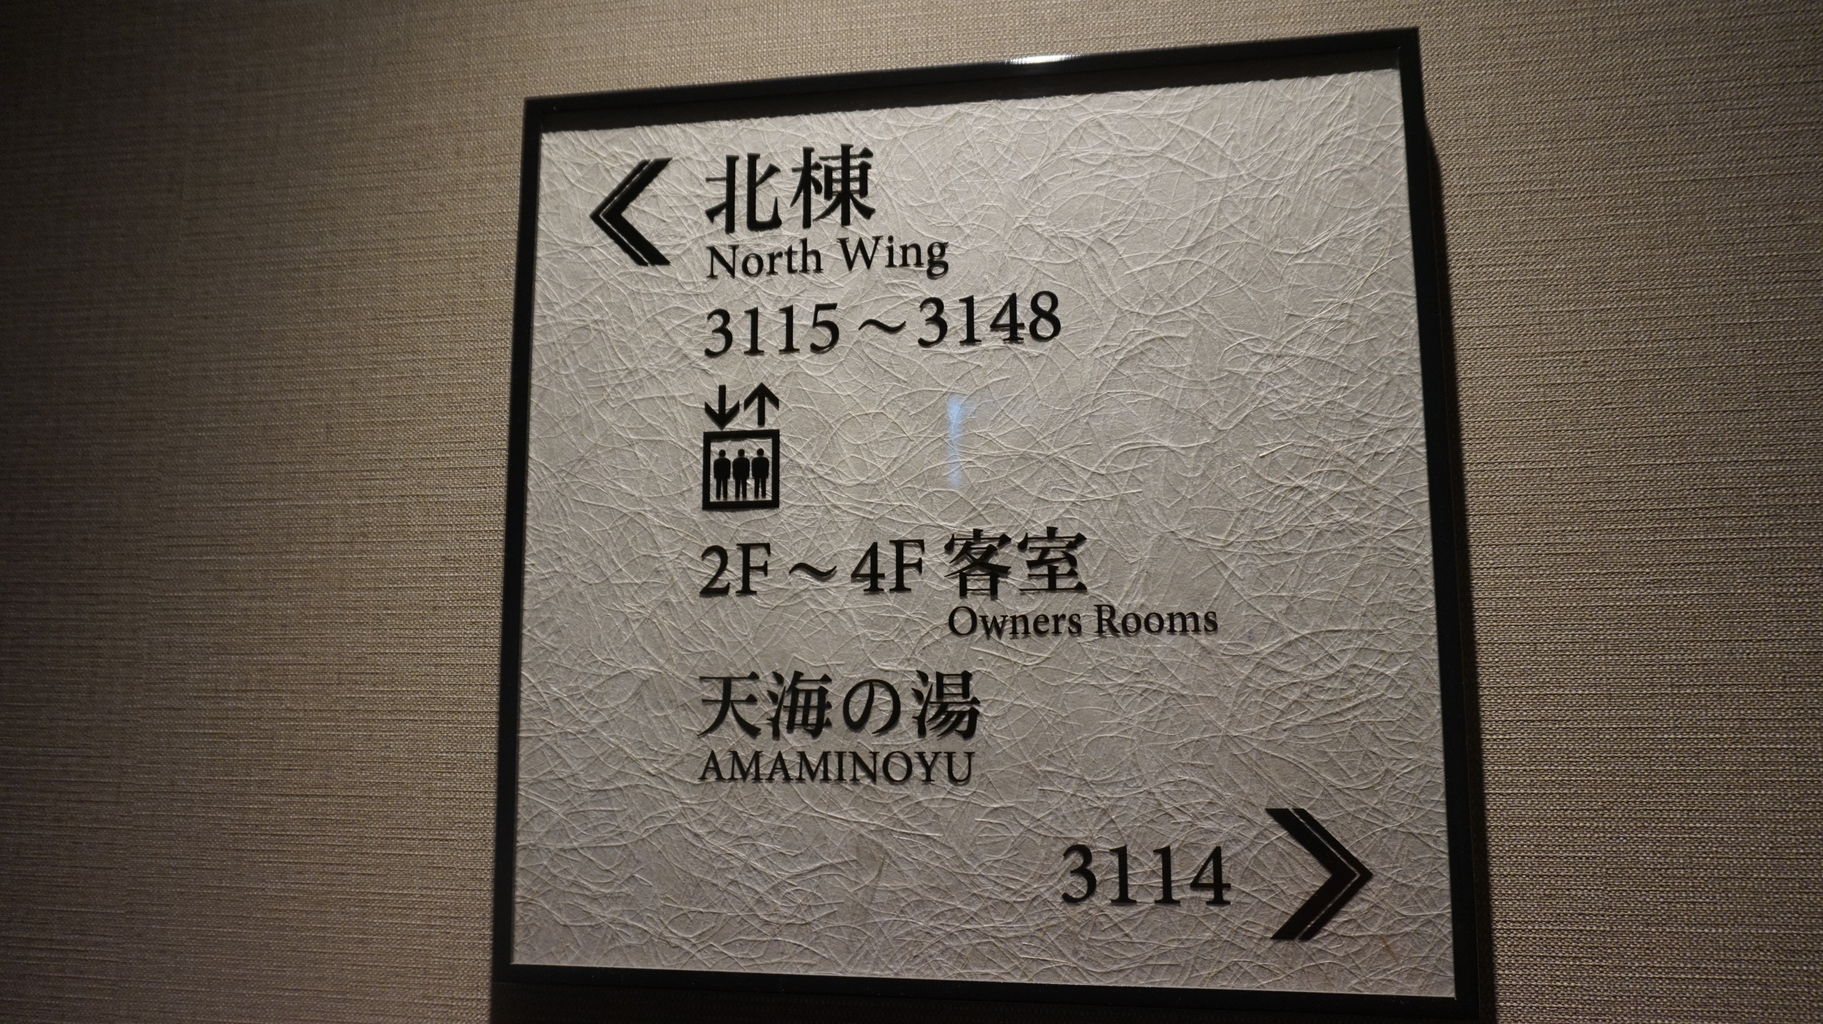 北棟
North Wing
3115～3148
2F～4F 客室
Owners Rooms
天海の湯
AMAMINOYU
3114